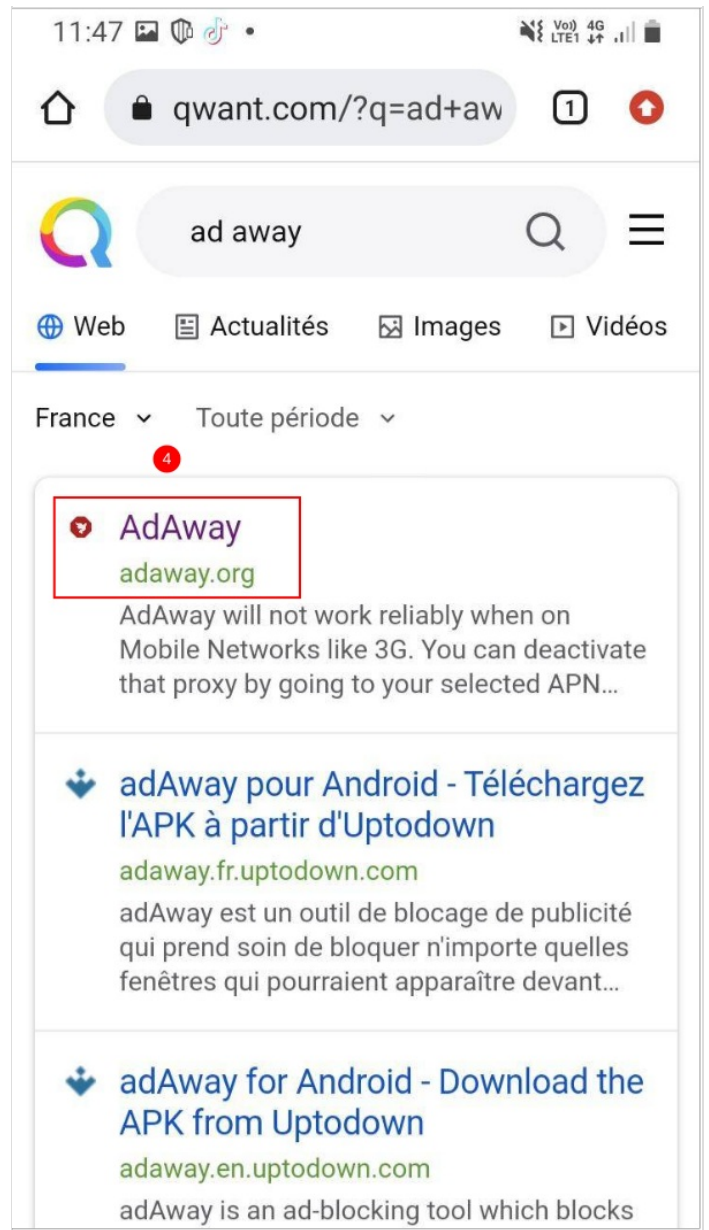 11:47 Vo)) 4G
LTE1
qwant.com/?q=ad+aw 1
ad away
Web Actualités Images Vidéos
France Toute période
4
AdAway
adaway.org
AdAway will not work reliably when on
Mobile Networks like 3G. You can deactivate
that proxy by going to your selected APN...
adAway pour Android - Téléchargez
l'APK à partir d'Uptodown
adaway.fr.uptodown.com
adAway est un outil de blocage de publicité
qui prend soin de bloquer n'importe quelles
fenêtres qui pourraient apparaître devant...
adAway for Android - Download the
APK from Uptodown
adaway.en.uptodown.com
adAway is an ad-blocking tool which blocks